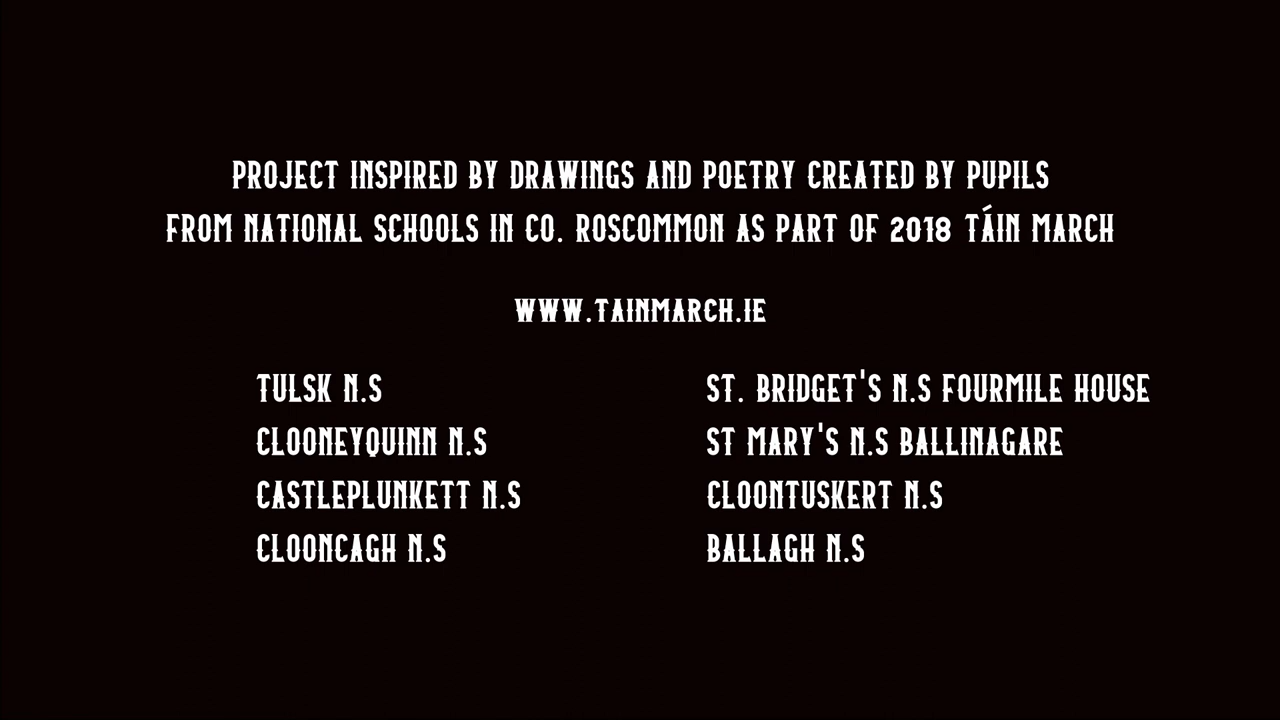 PROJECT INSPIRED BY DRAWINGS AND POETRY CREATED BY PUPILS
FROM NATIONAL SCHOOLS IN CO. ROSCOMMON AS PART OF 2018 TÁIN MARCH
WWW.TAINMARCH.IE
TULSK N.S
CLOONEYQUINN N.S
CASTLEPLUNKETT N.S
CLOONCAGH N.S
ST. BRIDGET'S N.S FOURMILE HOUSE
ST MARY'S N.S BALLINAGARE
CLOONTUSKERT N.S
BALLAGH N.S